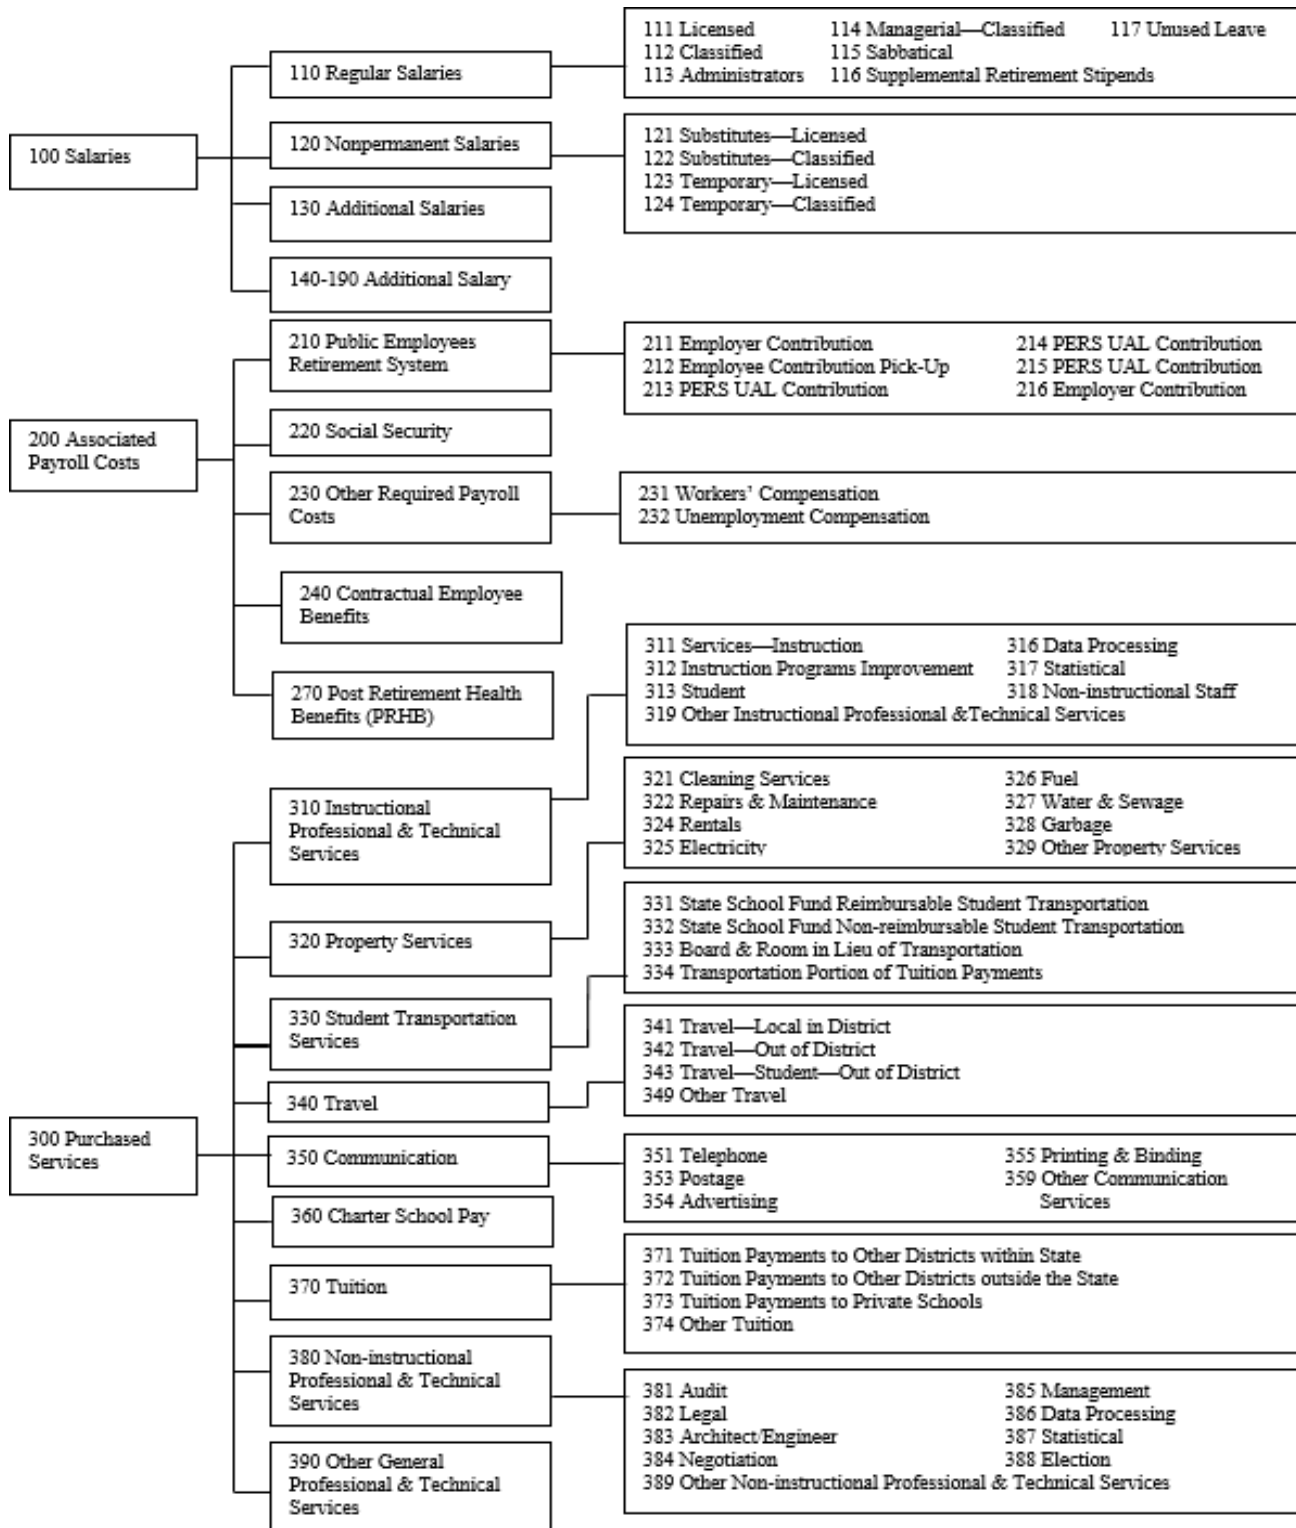 111 Licensed 114 Managerial—Classified 117 Unused Leave
112 Classified 115 Sabbatical
113 Administrators 116 Supplemental Retirement Stipends
110 Regular Salaries
100 Salaries
120 Nonpermanent Salaries
121 Substitutes—Licensed
122 Substitutes—Classified
123 Temporary—Licensed
124 Temporary—Classified
130 Additional Salaries
140-190 Additional Salary
210 Public Employees
Retirement System
211 Employer Contribution 214 PERS UAL Contribution
212 Employee Contribution Pick-Up 215 PERS UAL Contribution
213 PERS UAL Contribution 216 Employer Contribution
200 Associated
Payroll Costs
220 Social Security
230 Other Required Payroll
Costs
231 Workers' Compensation
232 Unemployment Compensation
240 Contractual Employee
Benefits
270 Post Retirement Health
Benefits (PRHB)
311 Services—Instruction 316 Data Processing
312 Instruction Programs Improvement 317 Statistical
313 Student 318 Non-instructional Staff
319 Other Instructional Professional &Technical Services
310 Instructional
Professional & Technical
Services
321 Cleaning Services 326 Fuel
322 Repairs & Maintenance 327 Water & Sewage
324 Rentals 328 Garbage
325 Electricity 329 Other Property Services
320 Property Services
331 State School Fund Reimbursable Student Transportation
332 State School Fund Non-reimbursable Student Transportation
333 Board & Room in Lieu of Transportation
334 Transportation Portion of Tuition Payments
330 Student Transportation
Services
341 Travel—Local in District
342 Travel—Out of District
343 Travel—Student—Out of District
349 Other Travel
340 Travel
300 Purchased
Services
350 Communication
351 Telephone 355 Printing & Binding
353 Postage 359 Other Communication
354 Advertising Services
360 Charter School Pay
370 Tuition
371 Tuition Payments to Other Districts within State
372 Tuition Payments to Other Districts outside the State
373 Tuition Payments to Private Schools
374 Other Tuition
380 Non-instructional
Professional & Technical
Services
381 Audit 385 Management
382 Legal 386 Data Processing
383 Architect/Engineer 387 Statistical
384 Negotiation 388 Election
389 Other Non-instructional Professional & Technical Services
390 Other General
Professional & Technical
Services